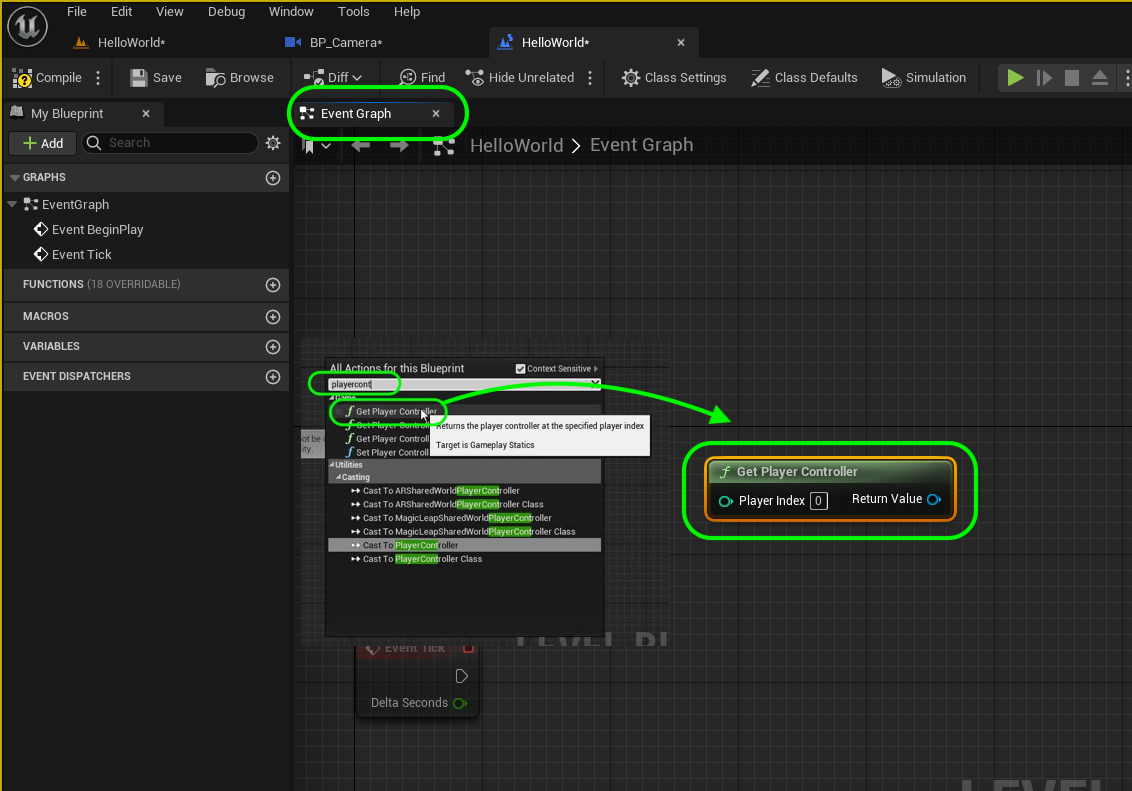 File Edit View Debug Window Tools Help
HelloWorld* BP_Camera* HelloWorld*
Compile Save Browse Diff Find Hide Unrelated Class Settings Class Defaults Simulation
My Blueprint Event Graph
Add Search HelloWorld > Event Graph
GRAPHS
EventGraph
Event BeginPlay
Event Tick
FUNCTIONS (18 OVERRIDABLE)
MACROS
VARIABLES
EVENT DISPATCHERS
All Actions for this Blueprint Context Sensitive
playercont
Game
f Get Player Controller
f Get Player Control
f Get Player Controll
f Set Player Controll
Returns the player controller at the specified player index
Target is Gameplay Statics
Utilities
Casting
Cast To ARSharedWorldPlayerController
Cast To ARSharedWorldPlayerController Class
Cast To MagicLeapSharedWorldPlayerController
Cast To MagicLeapSharedWorldPlayerController Class
Cast To PlayerController
Cast To PlayerController Class
f Get Player Controller
Player Index 0 Return Value
Event Tick
Delta Seconds